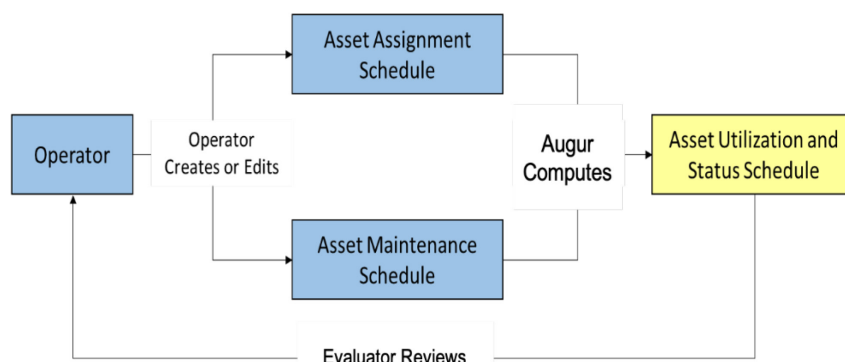 Asset Assignment
Schedule
Operator
Operator
Creates or Edits
Augur
Computes
Asset Utilization and
Status Schedule
Asset Maintenance
Schedule
Evaluator Reviews